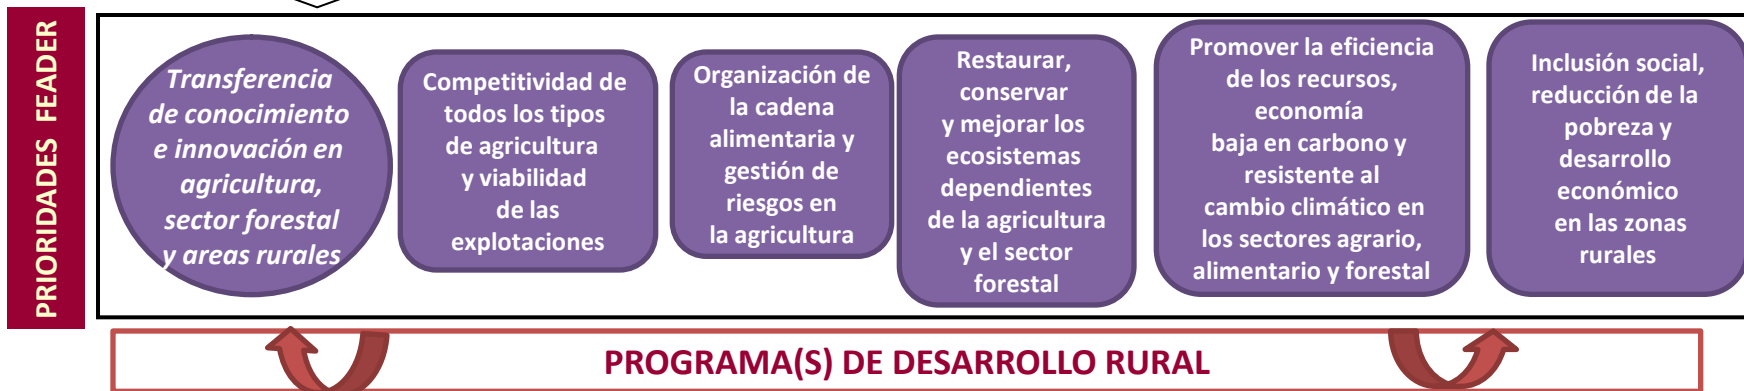 PRIORIDADES FEADER
Transferencia
de conocimiento
e innovación en
agricultura,
sector forestal
y areas rurales
Competitividad de
todos los tipos
de agricultura
y viabilidad
de las
explotaciones
Organización de
la cadena
alimentaria y
gestión de
riesgos en
la agricultura
Restaurar,
conservar
y mejorar los
ecosistemas
dependientes
de la agricultura
y el sector
forestal
Promover la eficiencia
de los recursos,
economía
baja en carbono y
resistente al
cambio climático en
los sectores agrario,
alimentario y forestal
Inclusión social,
reducción de la
pobreza y
desarrollo
económico
en las zonas
rurales
PROGRAMA(S) DE DESARROLLO RURAL